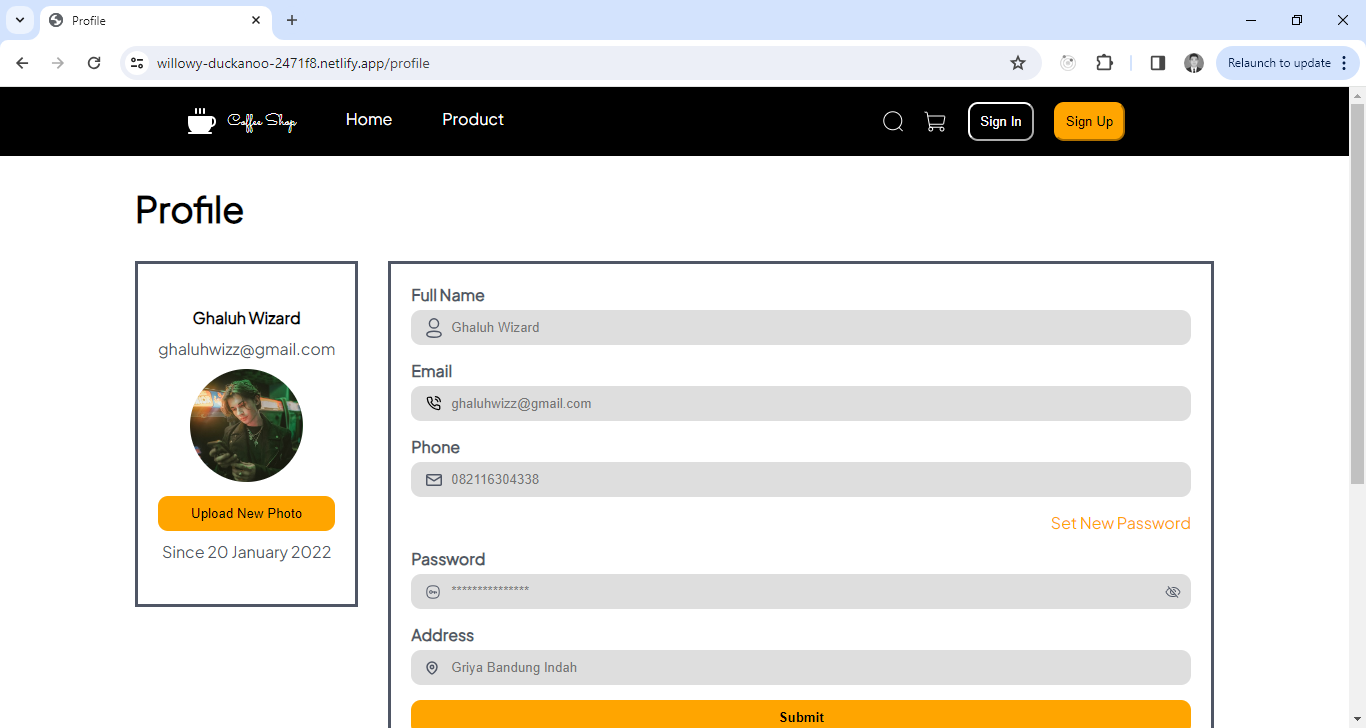 Profile
willowy-duckanoo-2471f8.netlify.app/profile
Relaunch to update
Coffee Shop
Home
Product
Sign In
Sign Up
Profile
Ghaluh Wizard
ghaluhwizz@gmail.com
Upload New Photo
Since 20 January 2022
Full Name
Ghaluh Wizard
Email
ghaluhwizz@gmail.com
Phone
082116304338
Set New Password
Password
***************
Address
Griya Bandung Indah
Submit